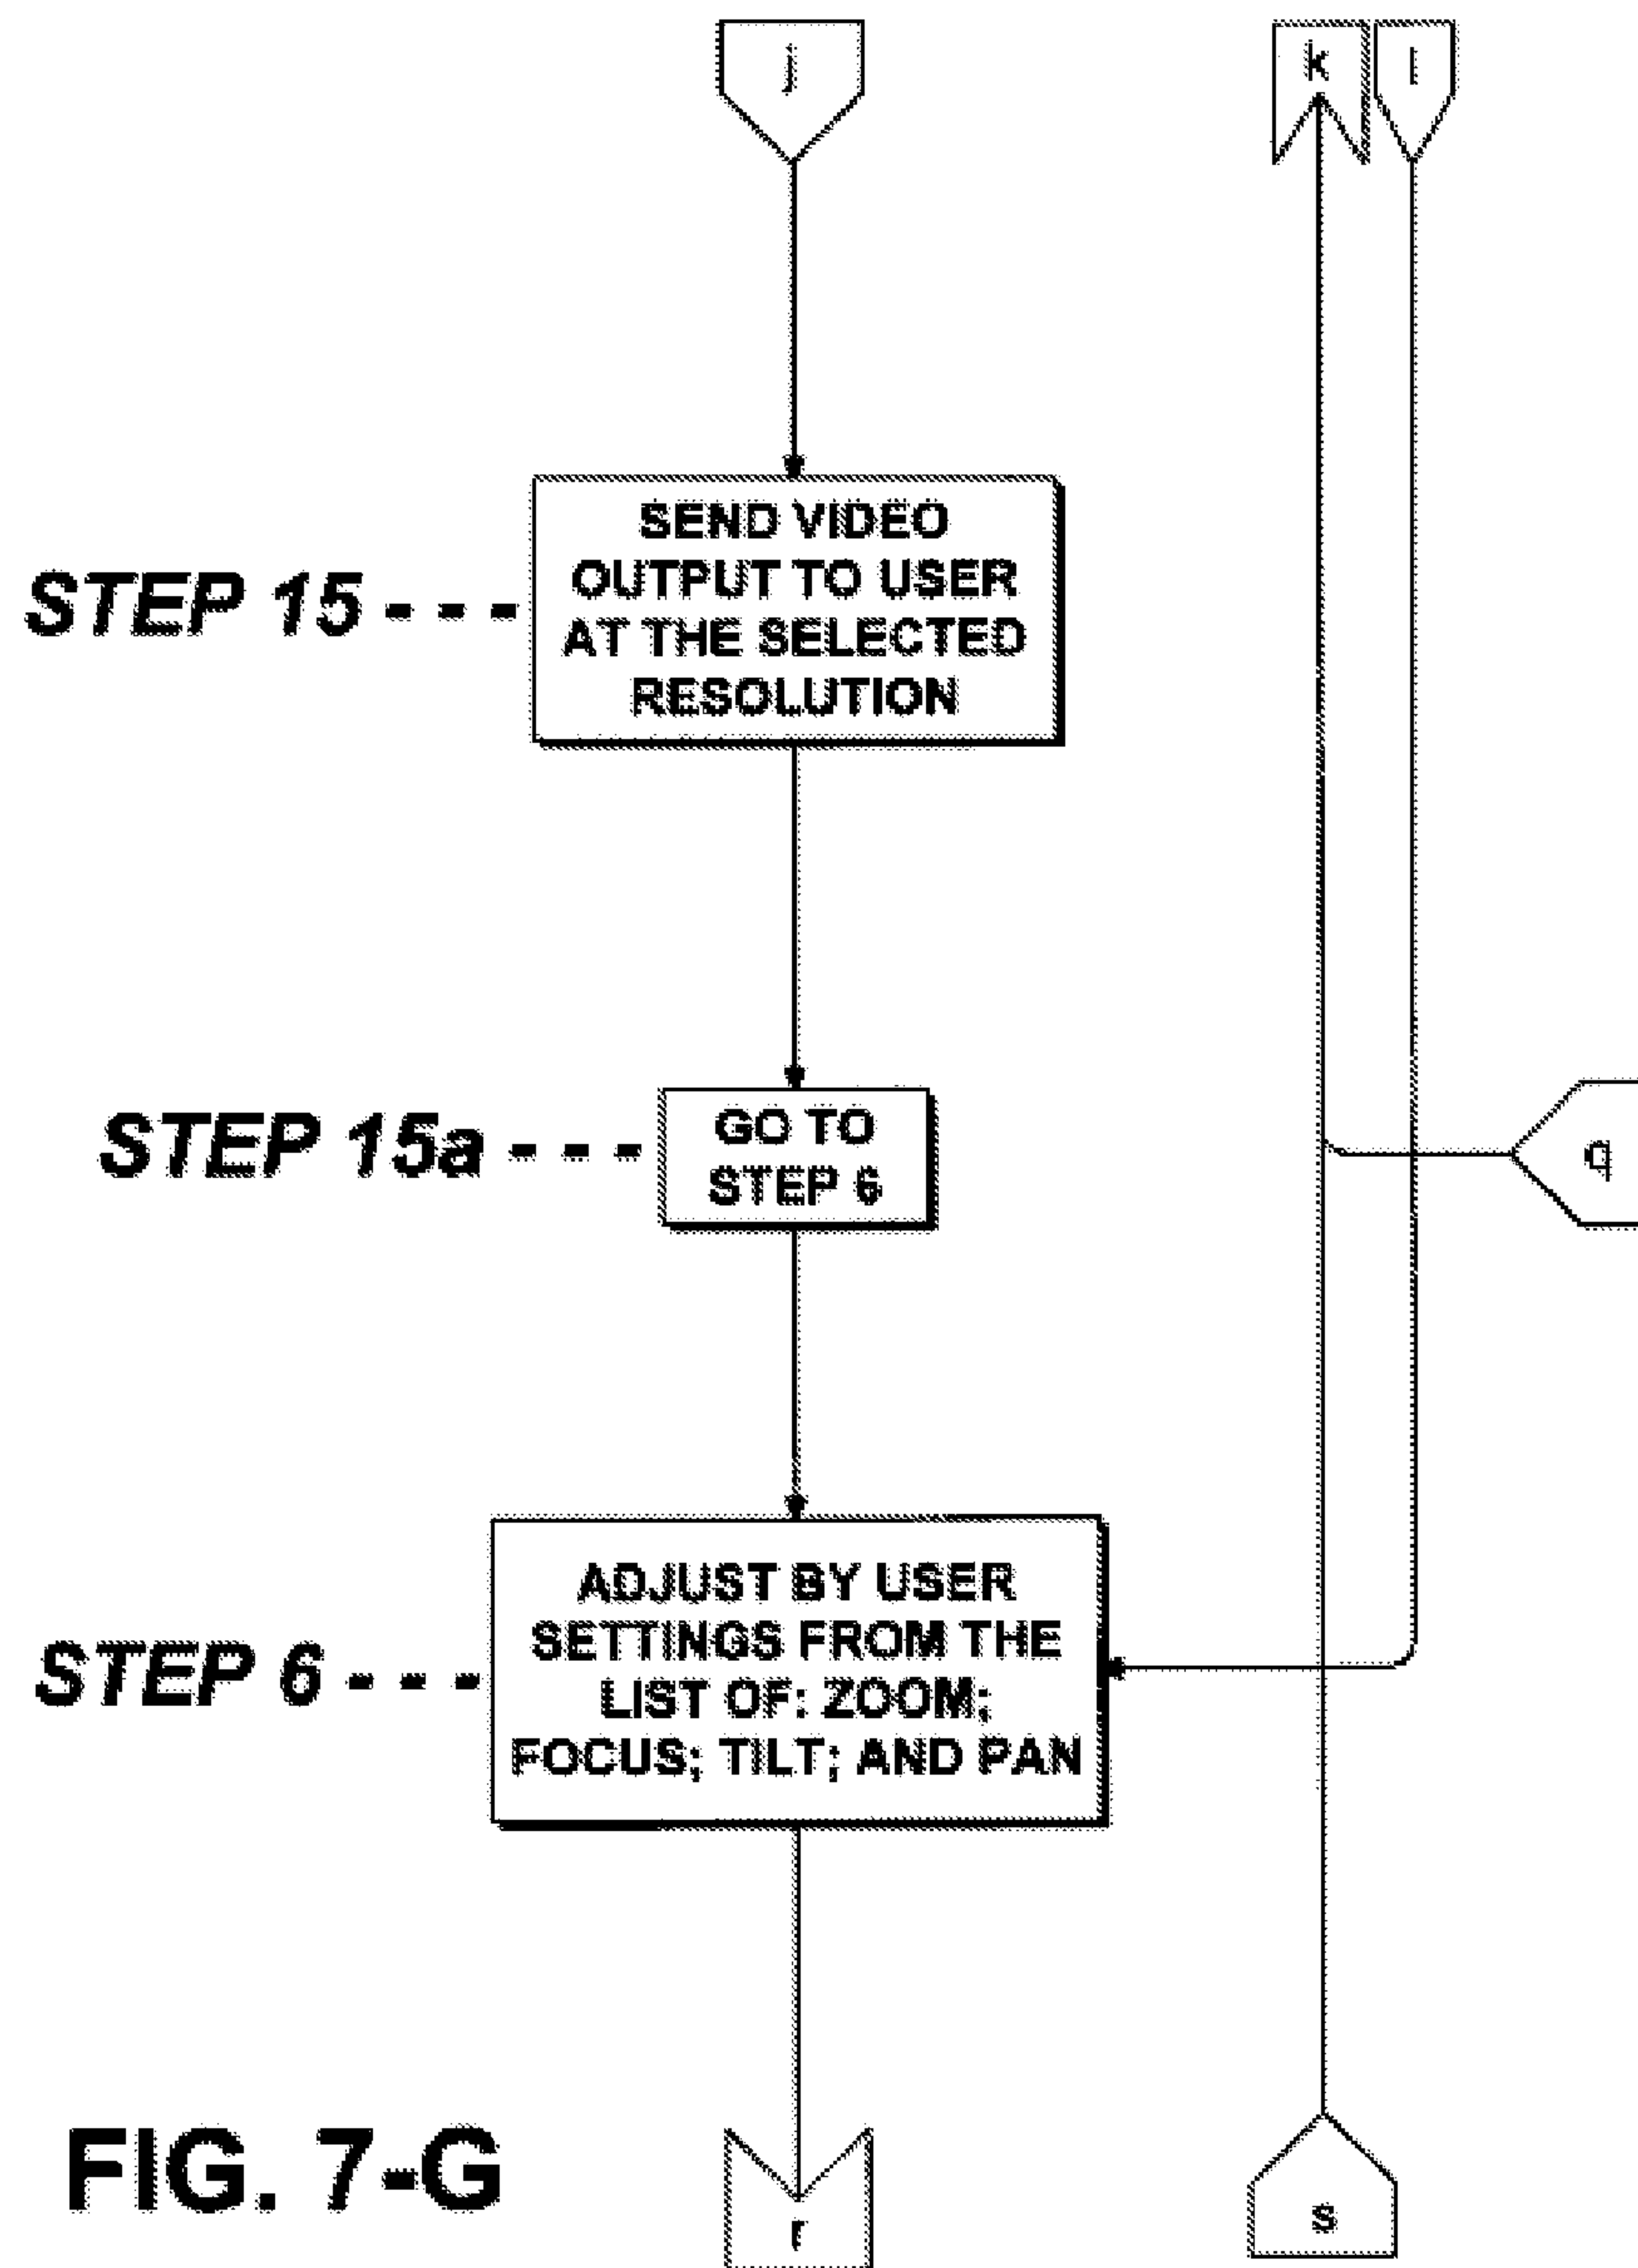 j
k
l
STEP 15 - - -
SEND VIDEO
OUTPUT TO USER
AT THE SELECTED
RESOLUTION
STEP 15a - - -
GO TO
STEP 6
q
STEP 6 - - -
ADJUST BY USER
SETTINGS FROM THE
LIST OF: ZOOM;
FOCUS; TILT; AND PAN
FIG. 7-G
r
s